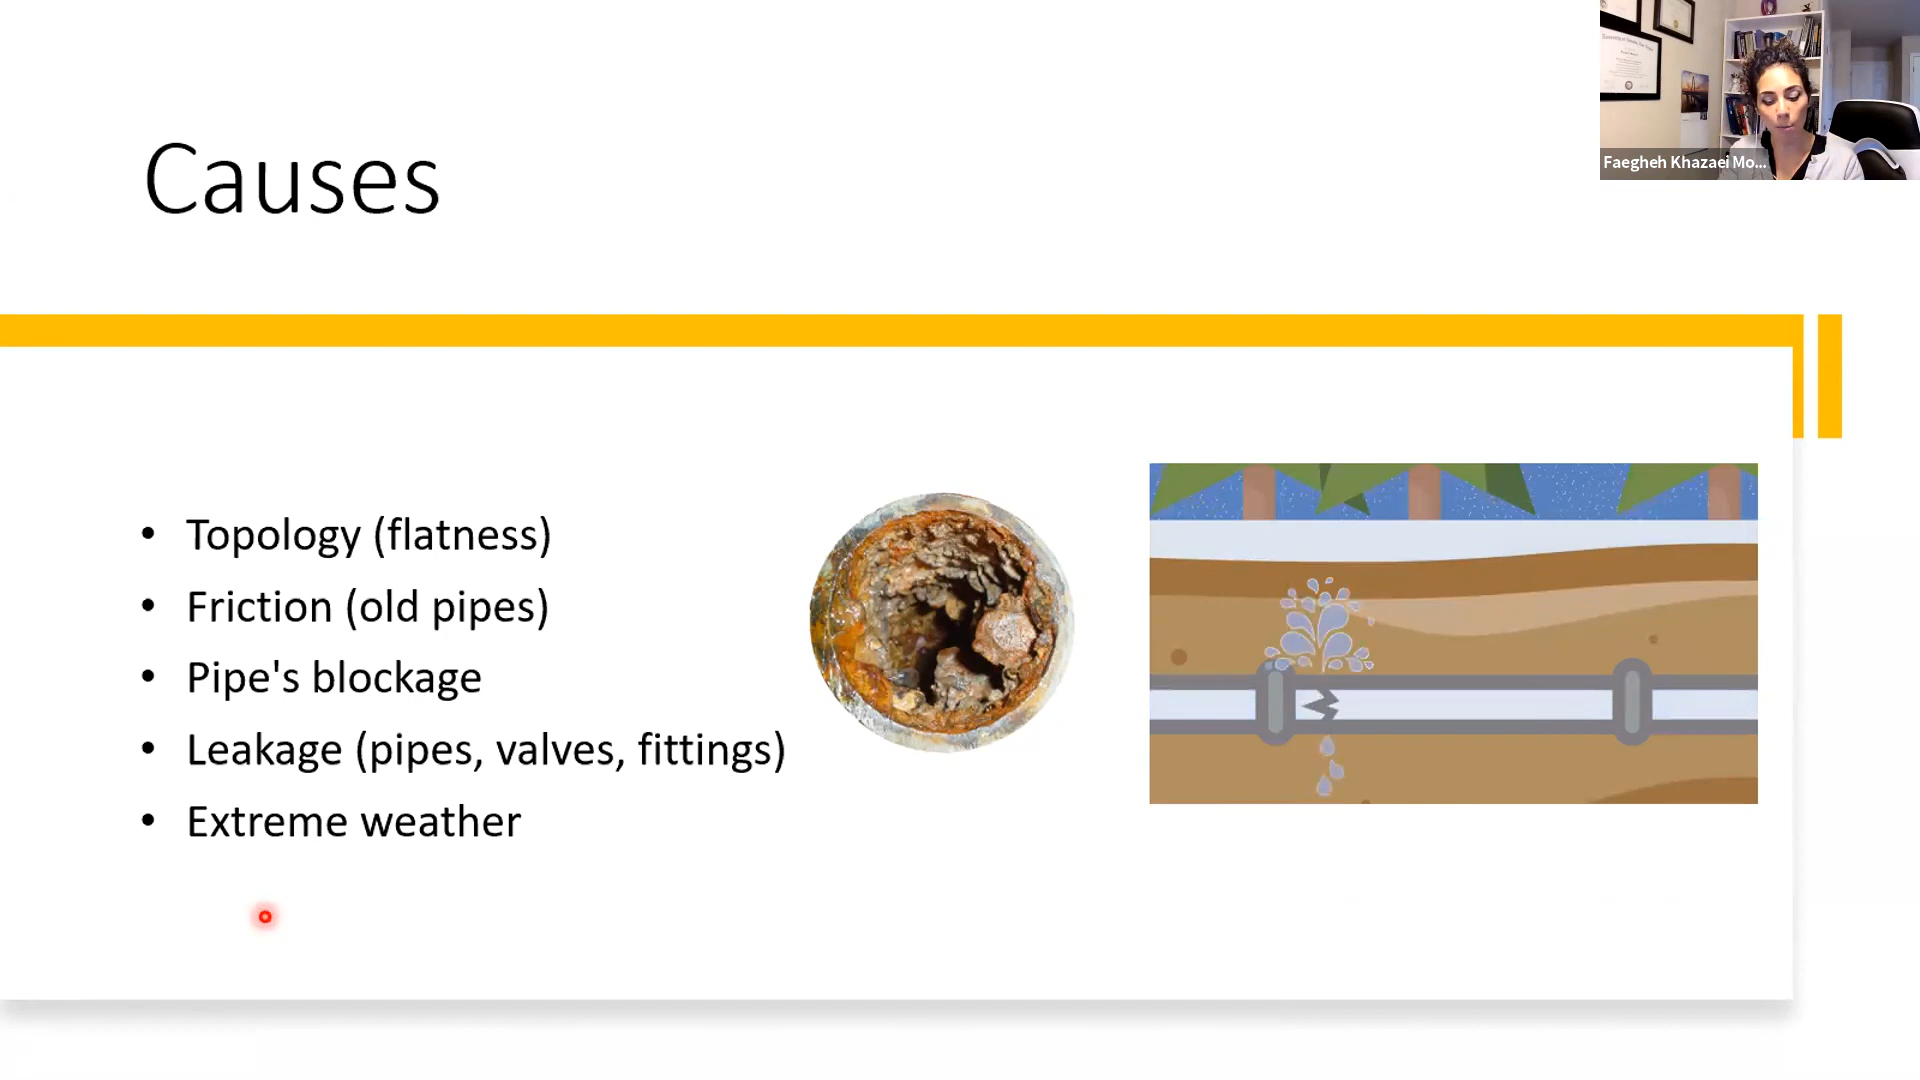 Causes
Faegheh Khazaei Mo...
• Topology (flatness)
• Friction (old pipes)
• Pipe's blockage
• Leakage (pipes, valves, fittings)
• Extreme weather